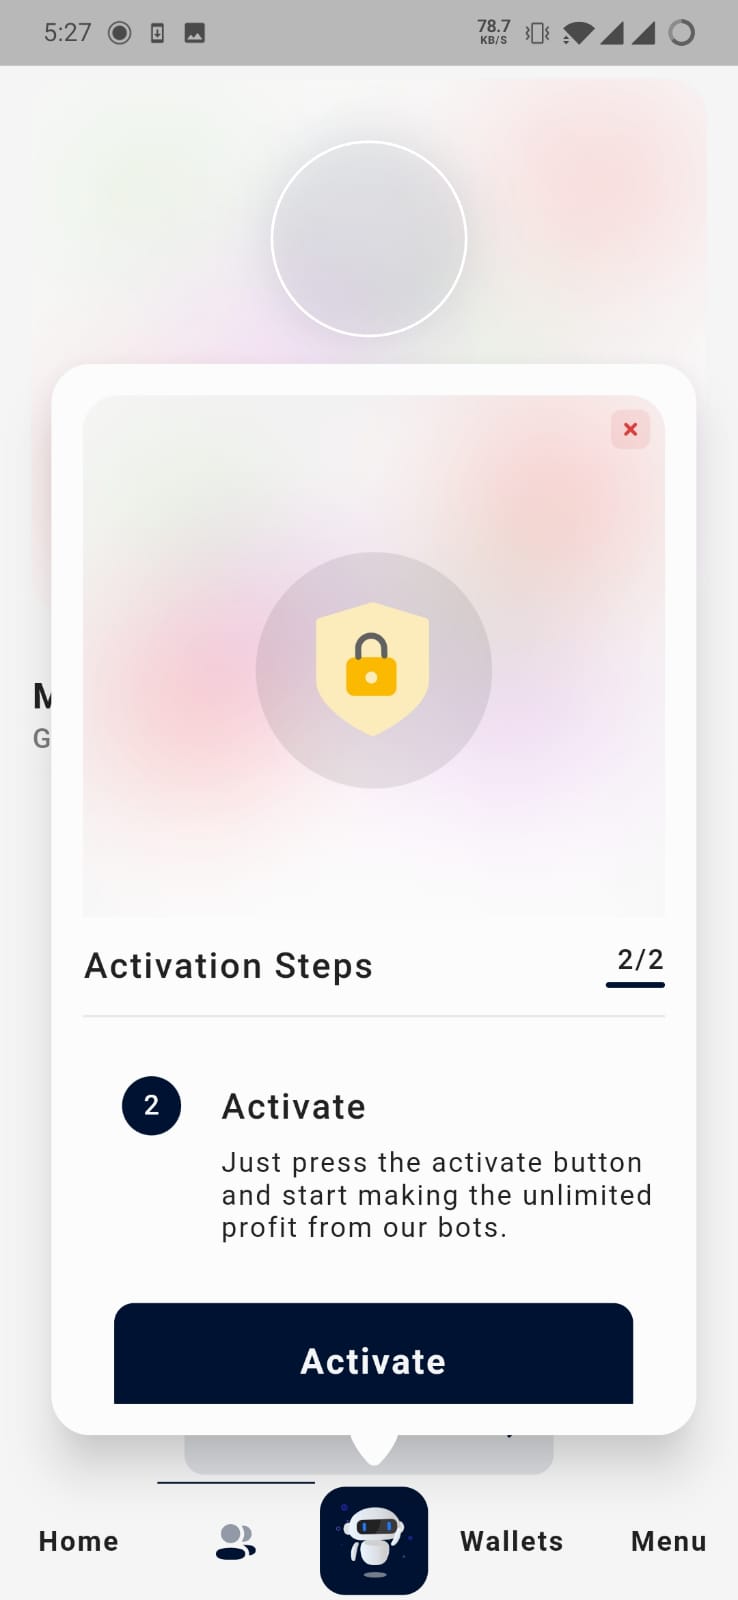 5:27
78.7
KB/S
M
G
Activation Steps
2/2
2
Activate
Just press the activate button
and start making the unlimited
profit from our bots.
Activate
Home
Wallets
Menu